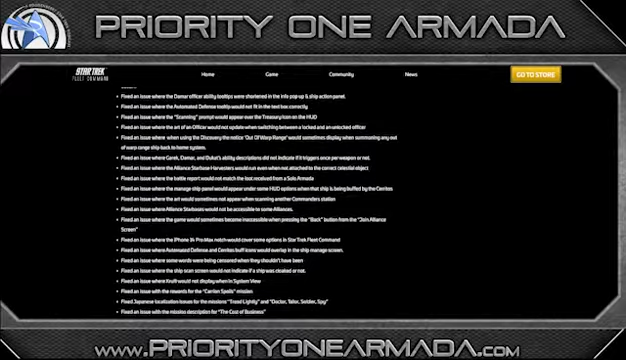 PRIORITY ONE ARMADA
STAR TREK
FLEET COMMAND
Home
Game
Community
News
GO TO STORE
Fixed an issue where the Damar officer ability tooltips were shortened in the info pop-up & ship action panel.
Fixed an issue where the Automated Defense tooltip would not fit in the text box correctly
Fixed an issue where the "Scanning" prompt would appear over the Treasury icon on the HUD
Fixed an issue where the art of an Officer would not update when switching between a locked and an unlocked officer
Fixed an issue where when using the Discovery the notice 'Out Of Warp Range' would sometimes display when summoning any out
of warp range ship back to home system.
Fixed an issue where Garak, Damar, and Dukat's ability descriptions did not indicate if it triggers once per weapon or not.
Fixed an issue where the Alliance Starbase Harvesters would run even when not attached to the correct celestial object
Fixed an issue where the battle report would not match the loot received from a Solo Armada
Fixed an issue where the manage ship panel would appear under some HUD options when that ship is being buffed by the Cerritos
Fixed an issue where the art would sometimes not appear when scanning another Commanders station
Fixed an issue where Alliance Starbases would not be accessible to some Alliances.
Fixed an issue where the game would sometimes become inaccessible when pressing the "Back" button from the "Join Alliance
Screen"
Fixed an issue where the iPhone 14 Pro Max notch would cover some options in Star Trek Fleet Command
Fixed an issue where Automated Defense and Cerritos buff icons would overlap in the ship manage screen.
Fixed an issue where some words were being censored when they shouldn't have been
Fixed an issue where the ship scan screen would not indicate if a ship was cloaked or not.
Fixed an issue where Kruth would not display when in System View
Fixed an issue with the rewards for the "Carrion Spoils" mission
Fixed Japanese localization issues for the missions "Tread Lightly" and "Doctor, Tailor, Soldier, Spy"
Fixed an issue with the mission description for "The Cost of Business"
WWW.PRIORITYONEARMADA.COM